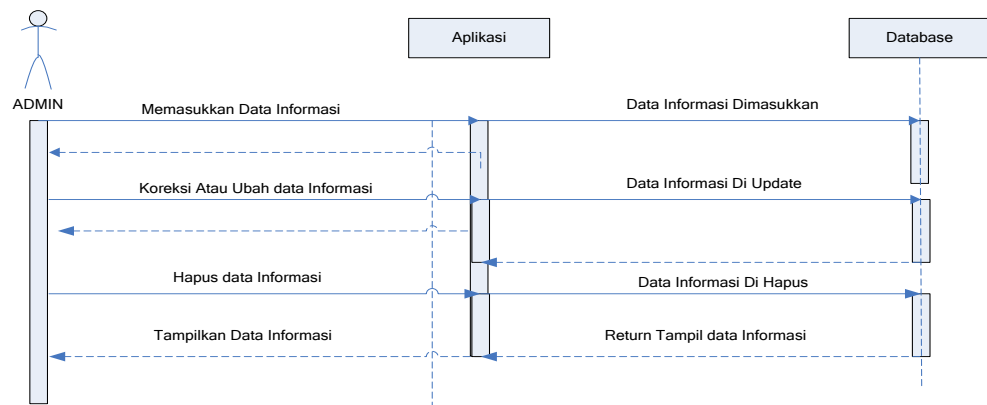 Aplikasi
Database
ADMIN
Memasukkan Data Informasi
Data Informasi Dimasukkan
Koreksi Atau Ubah data Informasi
Data Informasi Di Update
Hapus data Informasi
Data Informasi Di Hapus
Tampilkan Data Informasi
Return Tampil data Informasi